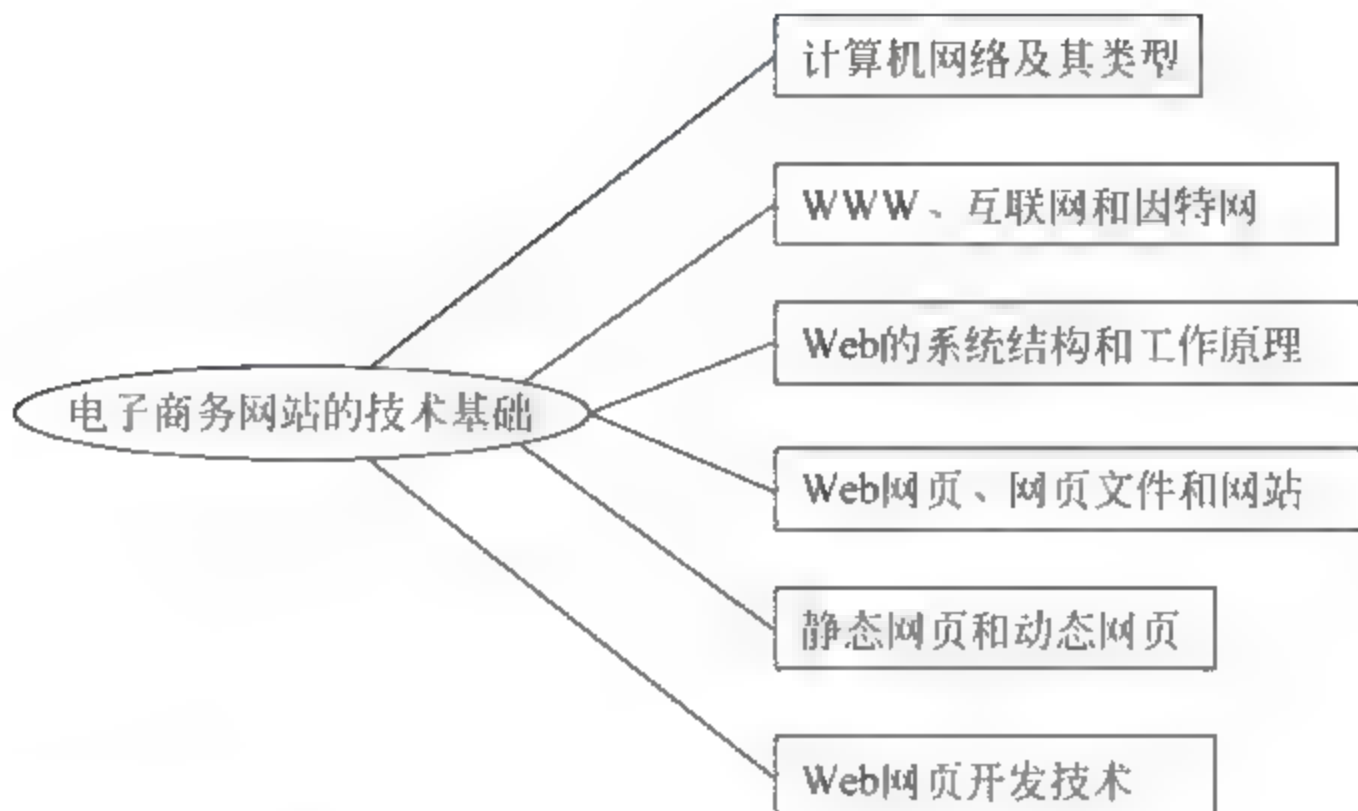 计算机网络及其类型
WWW、互联网和因特网
Web的系统结构和工作原理
电子商务网站的技术基础
Web网页、网页文件和网站
静态网页和动态网页
Web网页开发技术